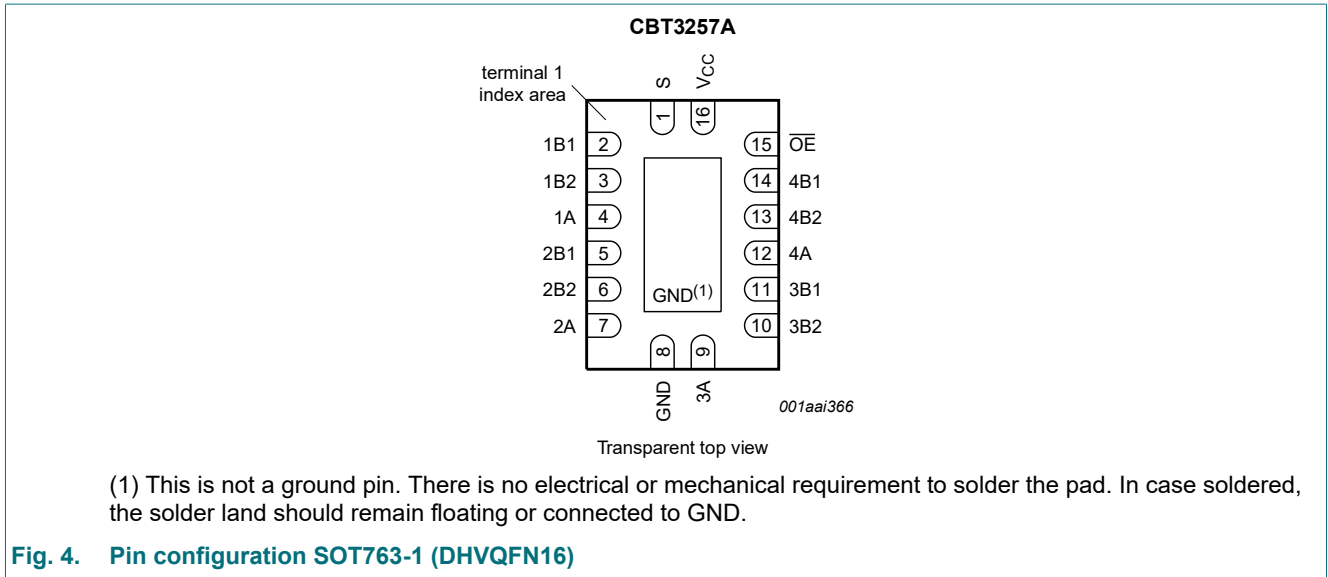 CBT3257A
terminal 1
index area
S
VCC
1
16
1B1 2 15 OE
1B2 3 14 4B1
1A 4 13 4B2
2B1 5 12 4A
2B2 6 GND(1) 11 3B1
2A 7 10 3B2
8
9
GND
3A
001aai366
Transparent top view
(1) This is not a ground pin. There is no electrical or mechanical requirement to solder the pad. In case soldered,
the solder land should remain floating or connected to GND.
Fig. 4. Pin configuration SOT763-1 (DHVQFN16)